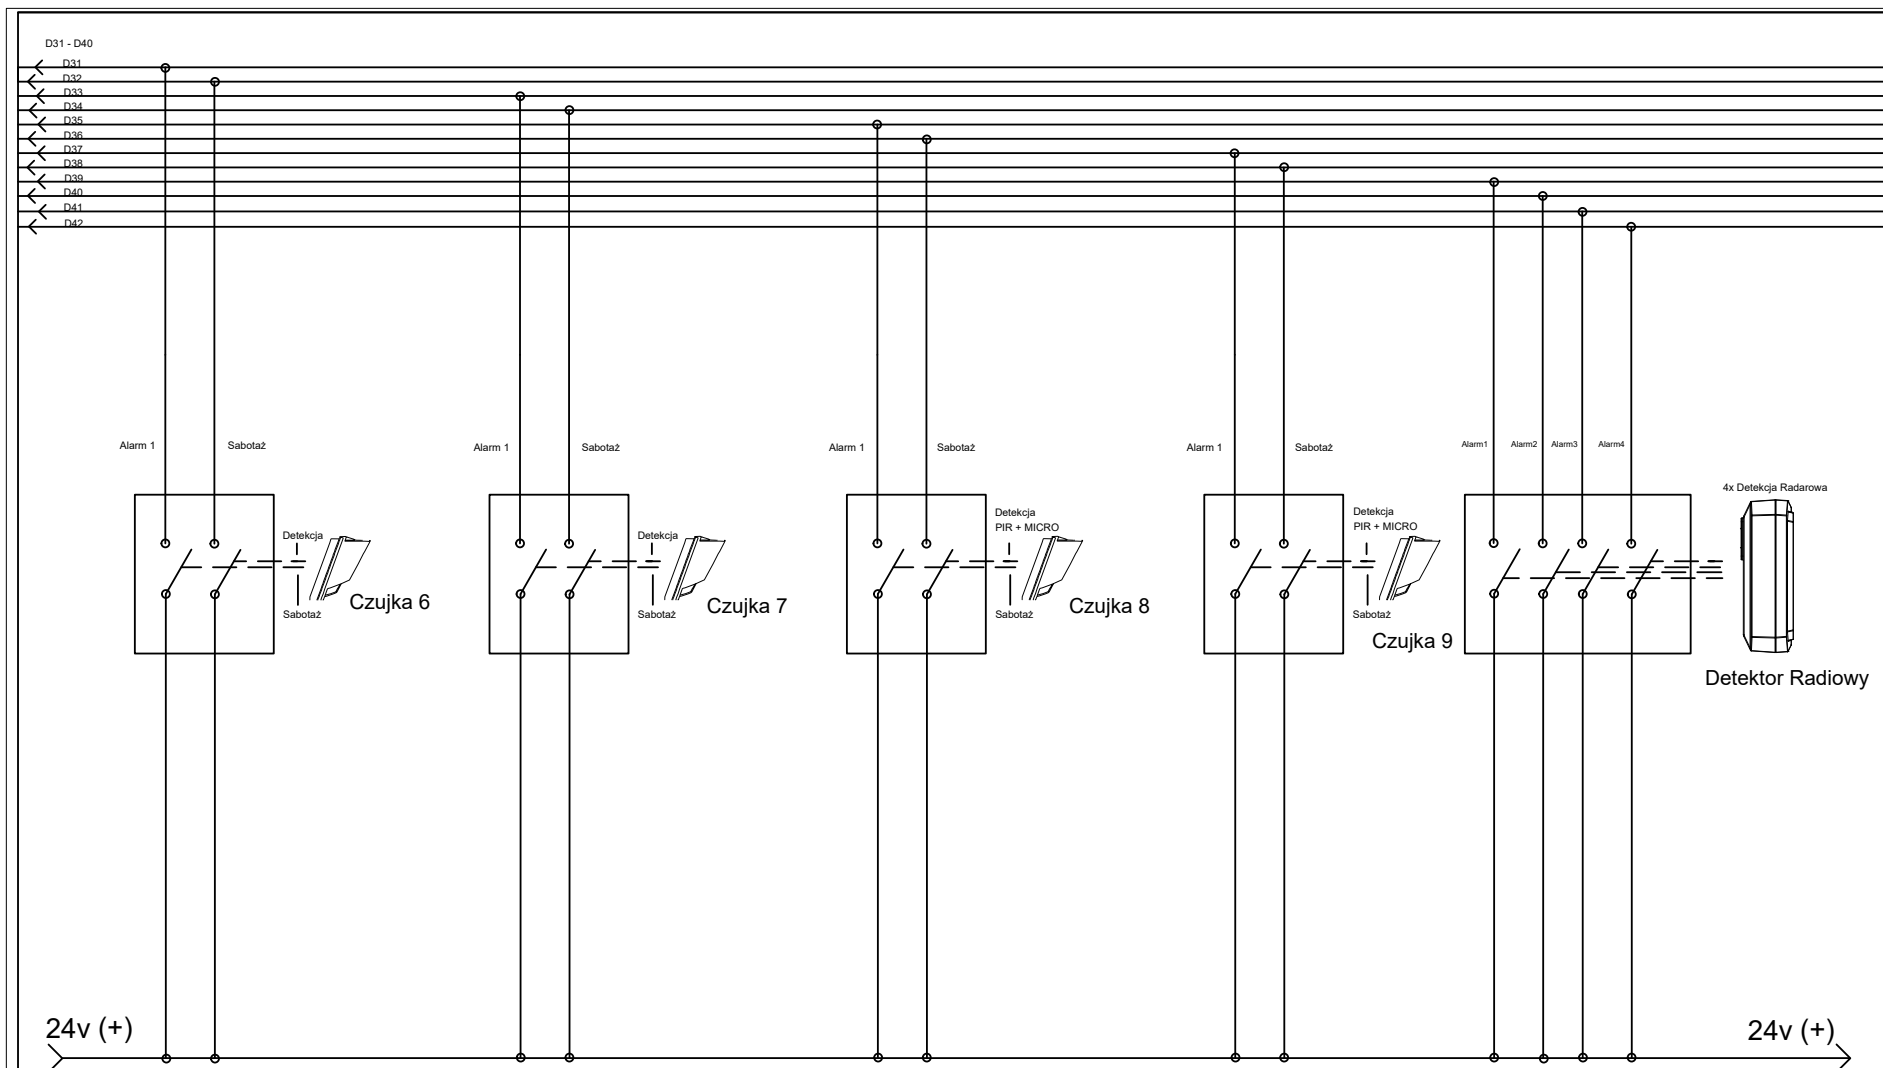 D31 - D40
D31
D32
D33
D34
D35
D36
D37
D38
D39
D40
D41
D42
Alarm 1
Sabotaż
Alarm 1
Sabotaż
Alarm 1
Sabotaż
Alarm 1
Sabotaż
Alarm1
Alarm2
Alarm3
Alarm4
Detekcja
Sabotaż
Czujka 6
Detekcja
Sabotaż
Czujka 7
Detekcja
PIR + MICRO
Sabotaż
Czujka 8
Detekcja
PIR + MICRO
Sabotaż
Czujka 9
4x Detekcja Radarowa
Detektor Radiowy
24v (+)
24v (+)